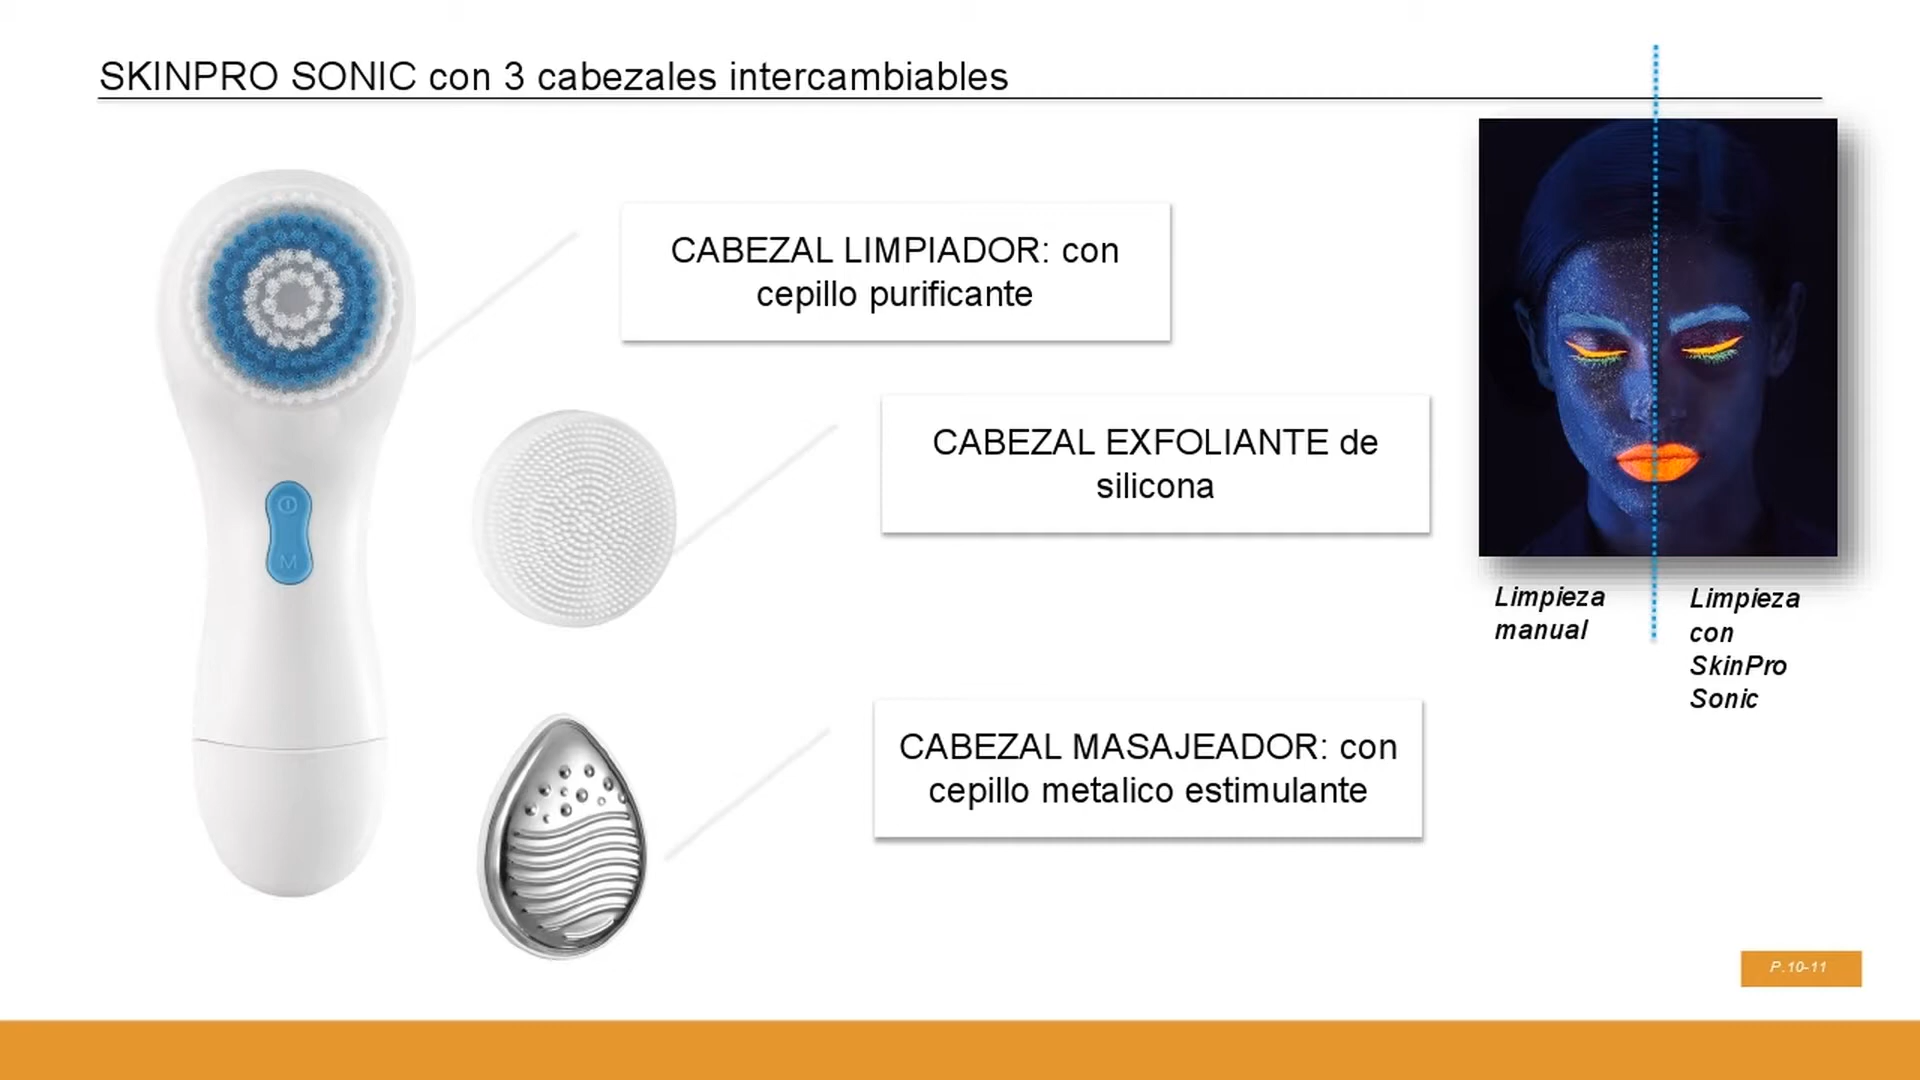 SKINPRO SONIC con 3 cabezales intercambiables
CABEZAL LIMPIADOR: con
cepillo purificante
CABEZAL EXFOLIANTE de
silicona
CABEZAL MASAJEADOR: con
cepillo metalico estimulante
M
Limpieza
manual
Limpieza
con
SkinPro
Sonic
P.10-11